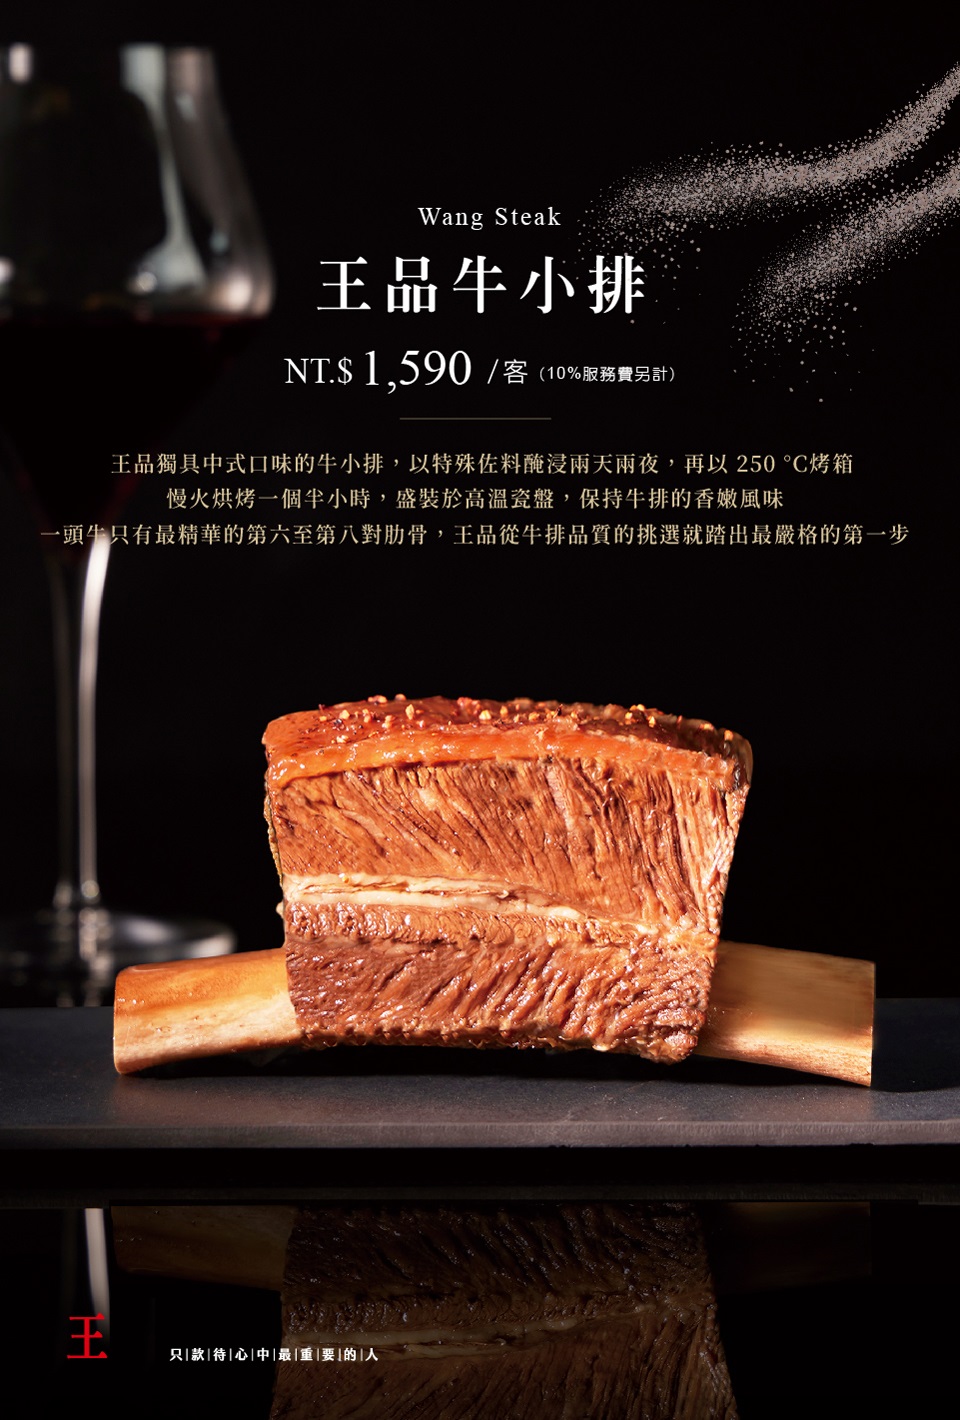 Wang Steak
王品牛小排
NT.$ 1,590 /客（10%服務費另計）
王品獨具中式口味的牛小排，以特殊佐料醃浸兩天兩夜，再以 250 °C烤箱
慢火烘烤一個半小時，盛裝於高溫瓷盤，保持牛排的香嫩風味
一頭牛只有最精華的第六至第八對肋骨，王品從牛排品質的挑選就踏出最嚴格的第一步
王
只|款|待|心|中|最|重|要|的|人